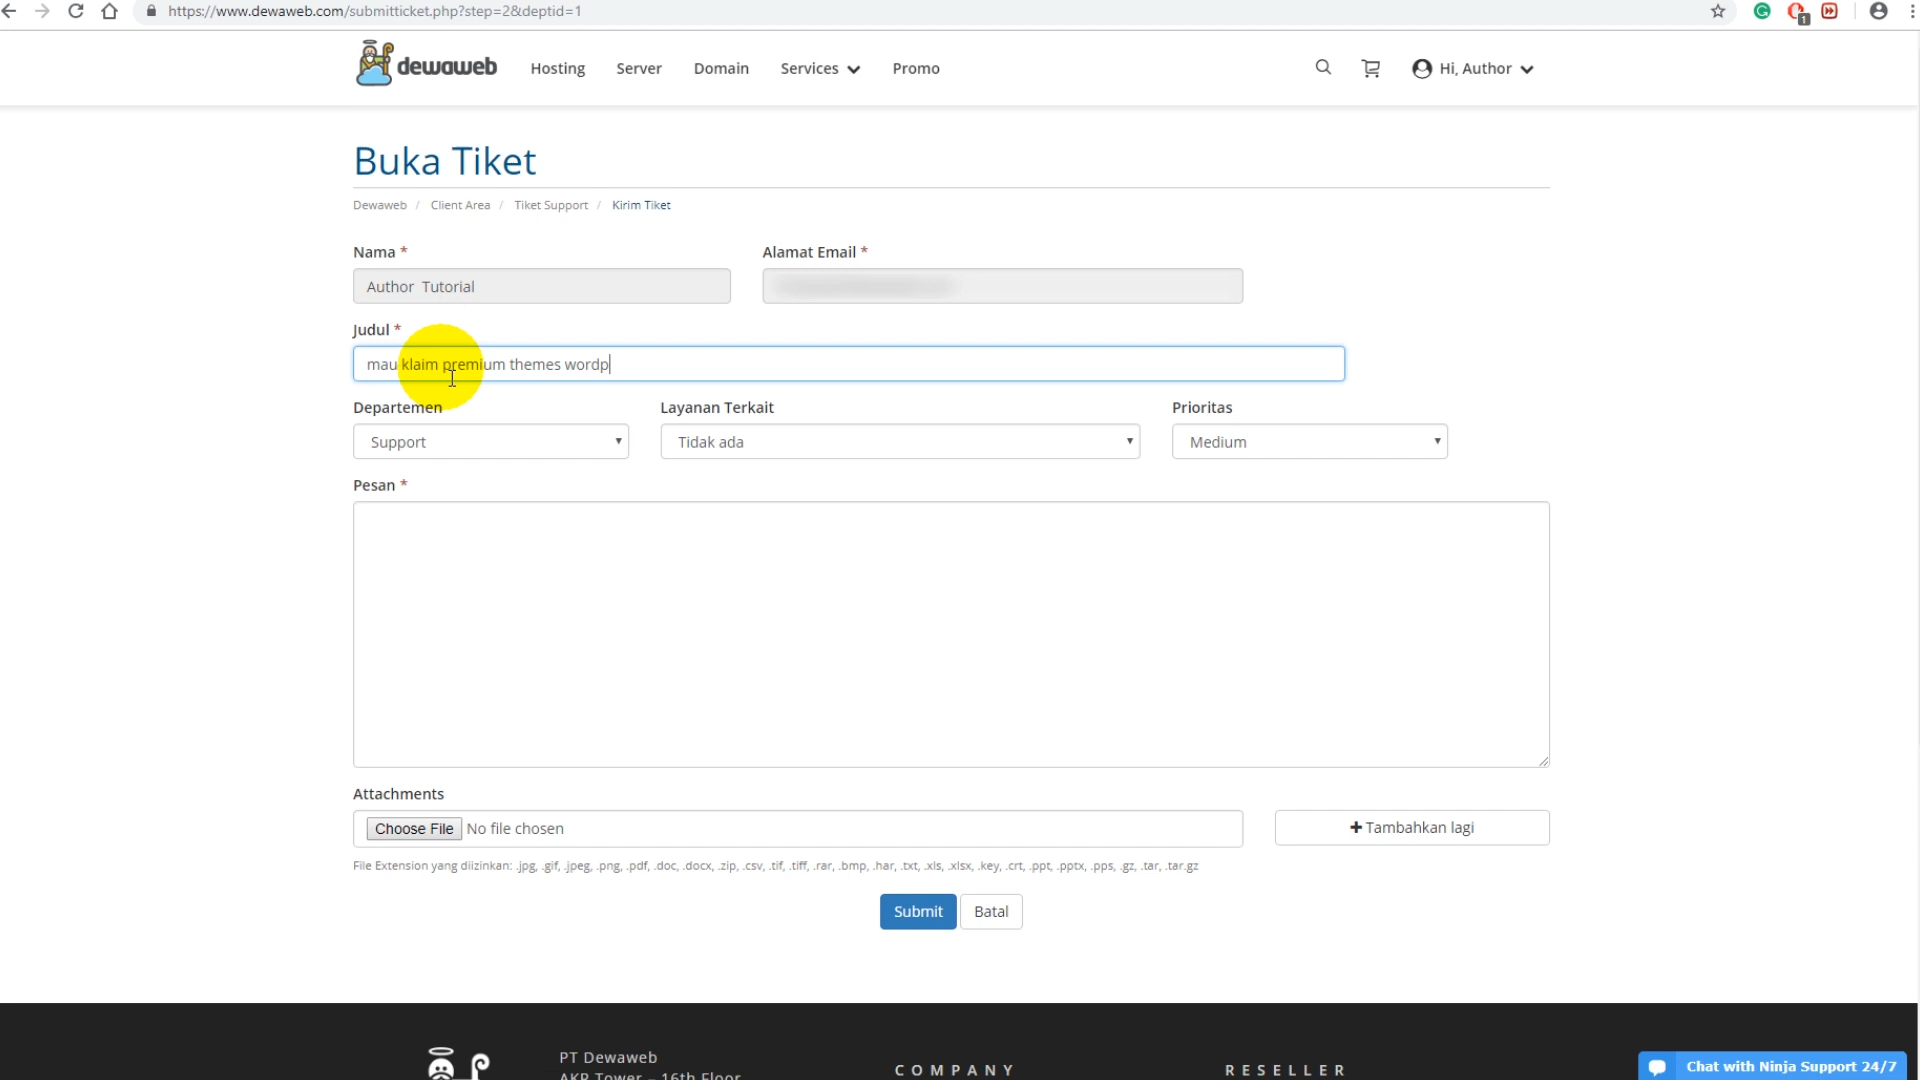 https://www.dewaweb.com/submitticket.php?step=2&deptid=1
1
dewaweb Hosting Server Domain Services Promo Hi, Author
Buka Tiket
Dewaweb / Client Area / Tiket Support / Kirim Tiket
Nama * Alamat Email *
Author Tutorial
Judul *
mau klaim premium themes wordp
Departemen Layanan Terkait Prioritas
Support Tidak ada Medium
Pesan *
Attachments
Choose File No file chosen + Tambahkan lagi
File Extension yang diizinkan: .jpg, .gif, .jpeg, .png, .pdf, .doc, .docx, .zip, .csv, .tif, .tiff, .rar, .bmp, .har, .txt, .xls, .xlsx, .key, .crt, .ppt, .pptx, .pps, .gz, .tar, .tar.gz
Submit Batal
PT Dewaweb
AKR Tower – 16th Floor
COMPANY RESELLER
Chat with Ninja Support 24/7